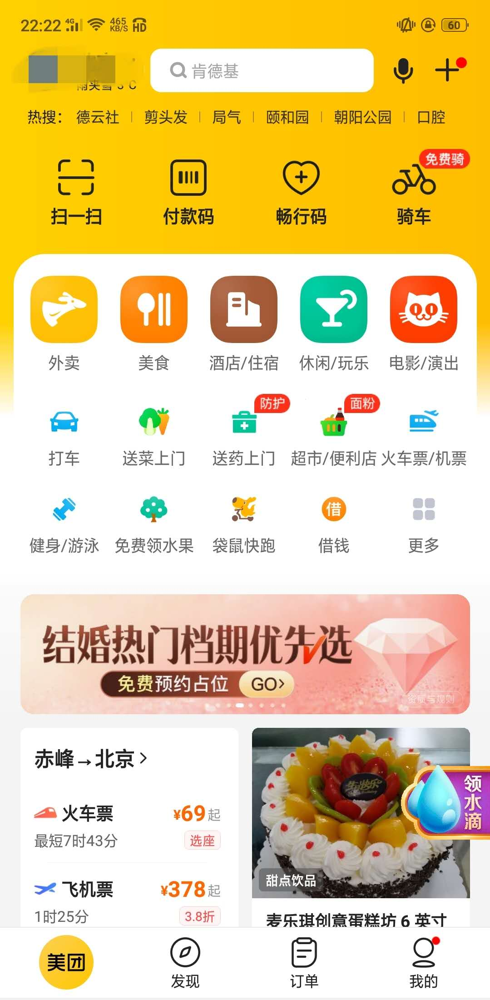 22:22 4G 465 KB/S HD 60
肯德基
热搜： 德云社 剪头发 局气 颐和园 朝阳公园 口腔
免费骑
扫一扫 付款码 畅行码 骑车
外卖 美食 酒店/住宿 休闲/玩乐 电影/演出
防护 面粉
打车 送菜上门 送药上门 超市/便利店 火车票/机票
借
健身/游泳 免费领水果 袋鼠快跑 借钱 更多
结婚热门档期优先选
免费预约占位 GO>
资质与规则
赤峰→北京>
火车票 ¥69起
最短7时43分 选座
飞机票 ¥378起
1时25分 3.8折
生日快乐
领水滴
甜点饮品
麦乐琪创意蛋糕坊 6 英寸
美团 发现 订单 我的